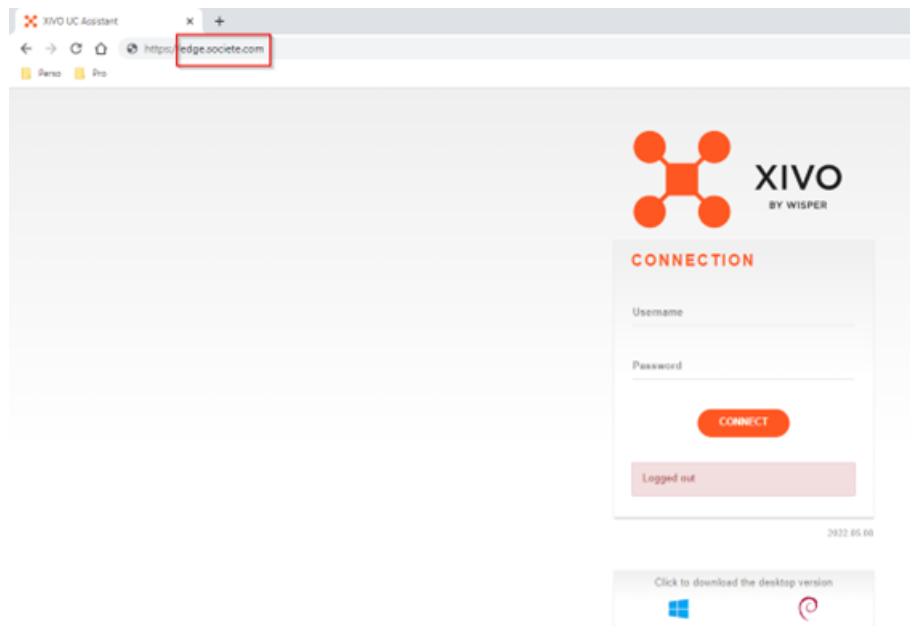 XIVO UC Assistant
https://edge.societe.com
Perso Pro
XIVO
BY WISPER
CONNECTION
Username
Password
CONNECT
Logged out
2022.05.00
Click to download the desktop version